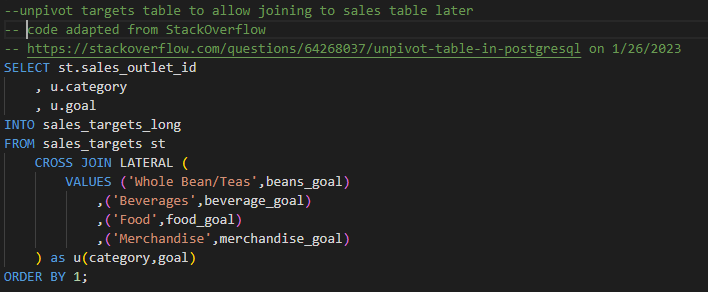 --unpivot targets table to allow joining to sales table later
-- code adapted from StackOverflow
-- https://stackoverflow.com/questions/64268037/unpivot-table-in-postgresql on 1/26/2023
SELECT st.sales_outlet_id
    , u.category
    , u.goal
INTO sales_targets_long
FROM sales_targets st
    CROSS JOIN LATERAL (
        VALUES ('Whole Bean/Teas',beans_goal)
            ,('Beverages',beverage_goal)
            ,('Food',food_goal)
            ,('Merchandise',merchandise_goal)
    ) as u(category,goal)
ORDER BY 1;